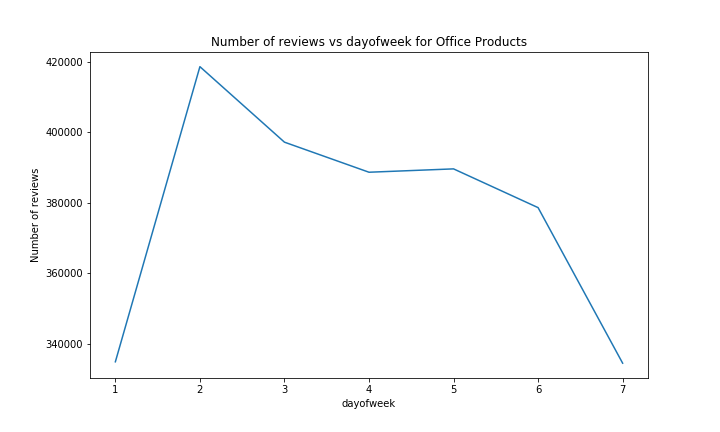 Number of reviews vs dayofweek for Office Products
420000
400000
380000
360000
340000
Number of reviews
1 2 3 4 5 6 7
dayofweek